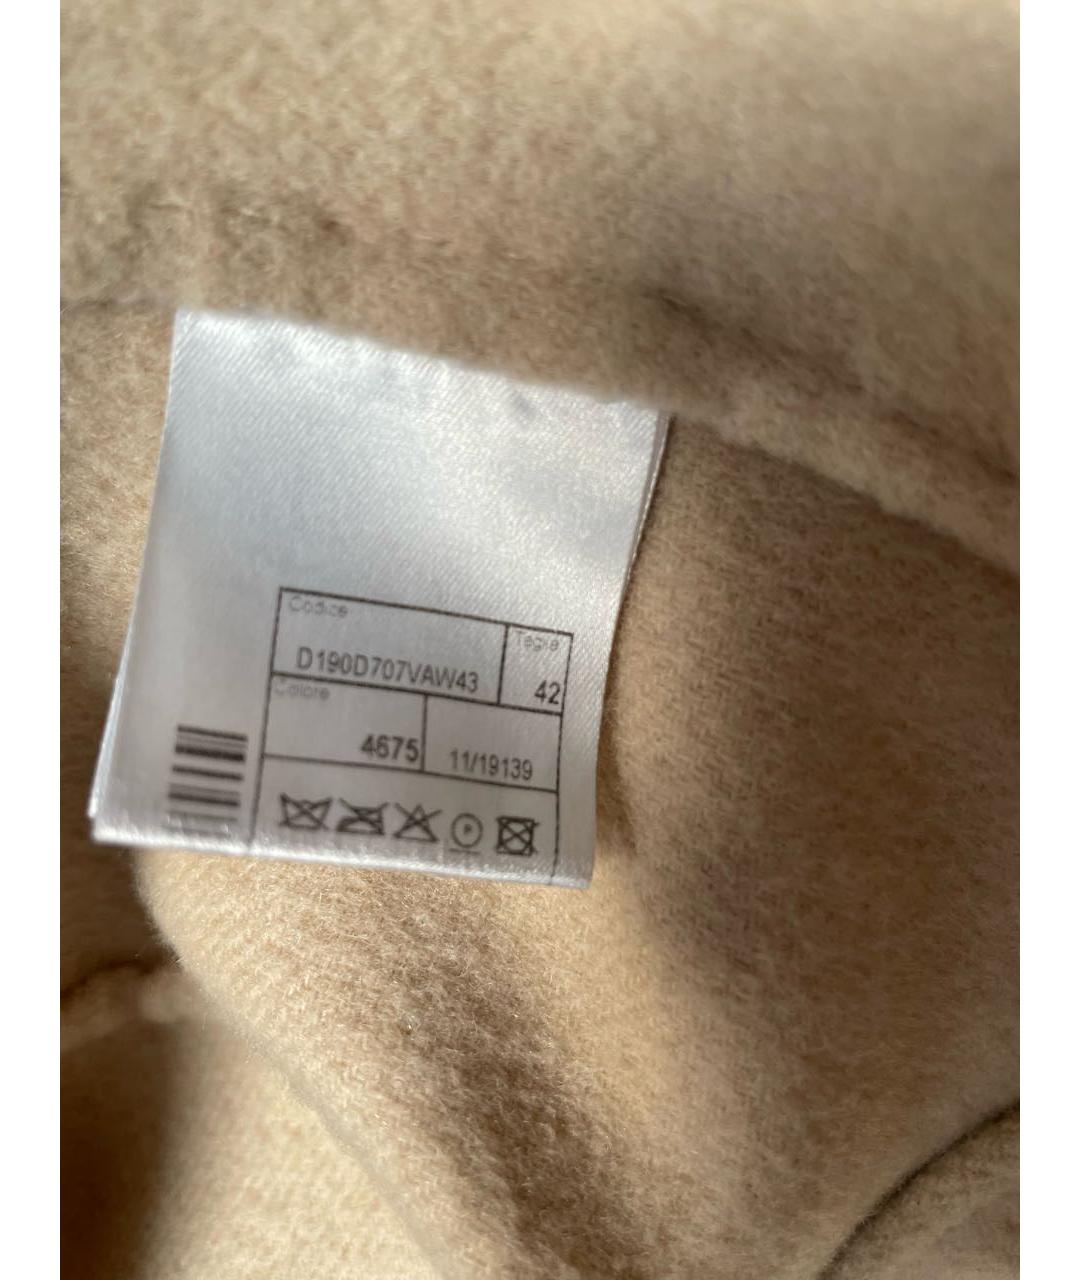 Codice
Taglia
D190D707VAW43
42
Colore
4675
11/19139
P